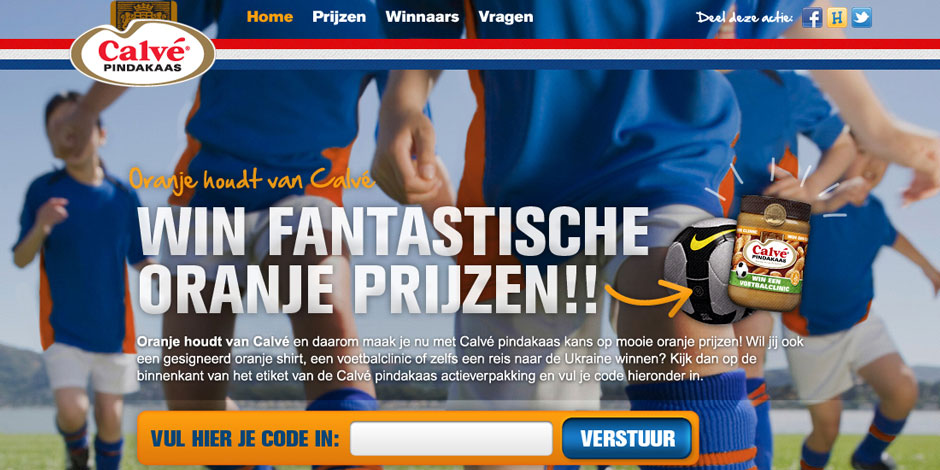 Home Prijzen Winnaars Vragen
Deel deze actie:
Calvé®
PINDAKAAS
Oranje houdt van Calvé
WIN FANTASTISCHE
ORANJE PRIJZEN!!
Calvé
PINDAKAAS
WIN EEN
VOETBALCLINIC
Oranje houdt van Calvé en daarom maak je nu met Calvé pindakaas kans op mooie oranje prijzen! Wil jij ook
een gesigneerd oranje shirt, een voetbalclinic of zelfs een reis naar de Ukraine winnen? Kijk dan op de
binnenkant van het etiket van de Calvé pindakaas actieverpakking en vul je code hieronder in.
VUL HIER JE CODE IN: VERSTUUR